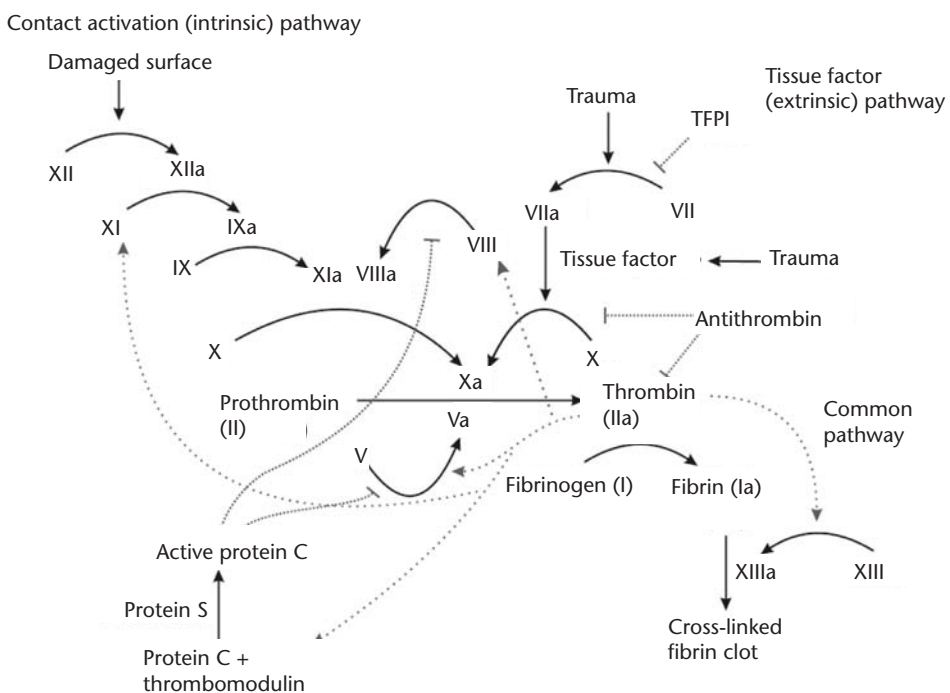 Contact activation (intrinsic) pathway
Damaged surface
Tissue factor
(extrinsic) pathway
Trauma
TFPI
XII
XIIa
XI
IXa
VIIa
VII
IX
XIa
VIIIa
VIII
Tissue factor
Trauma
Antithrombin
X
X
Xa
Prothrombin
(II)
Thrombin
(IIa)
Va
Common
pathway
V
Fibrinogen (I)
Fibrin (Ia)
Active protein C
XIIIa
XIII
Protein S
Cross-linked
fibrin clot
Protein C +
thrombomodulin